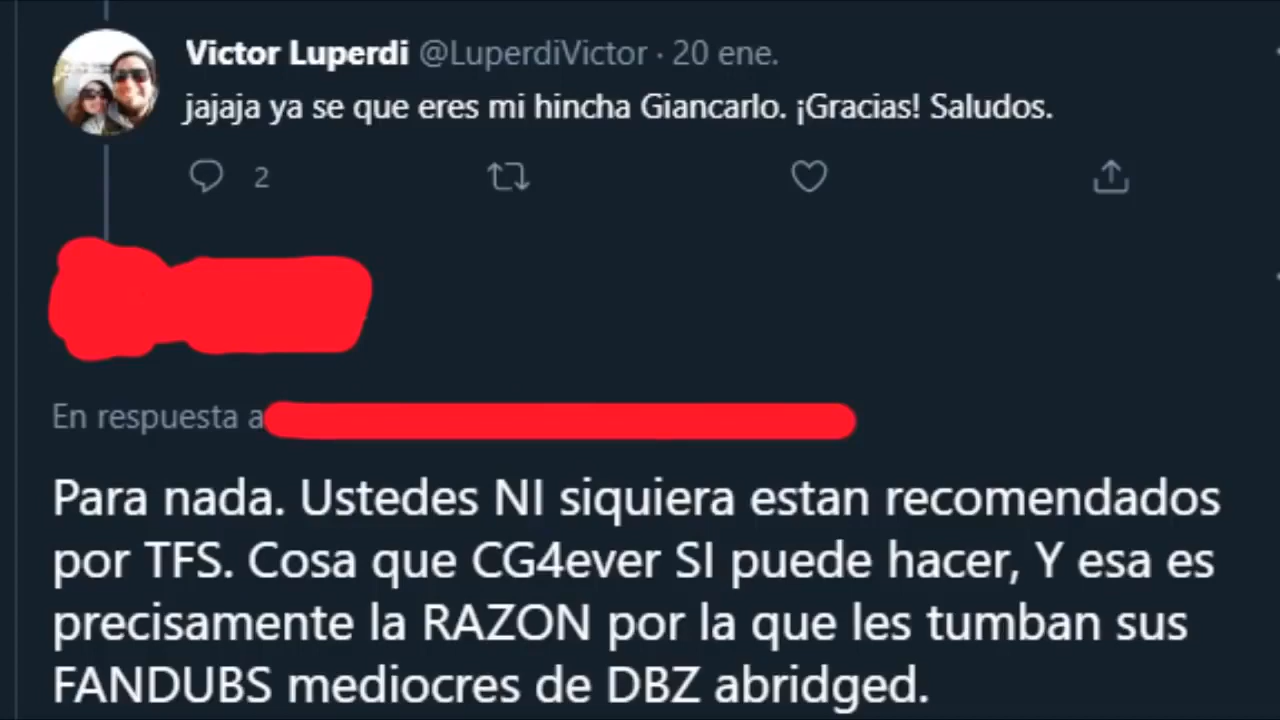 Victor Luperdi @LuperdiVictor · 20 ene.
jajaja ya se que eres mi hincha Giancarlo. ¡Gracias! Saludos.
2
En respuesta a
Para nada. Ustedes NI siquiera estan recomendados
por TFS. Cosa que CG4ever SI puede hacer, Y esa es
precisamente la RAZON por la que les tumban sus
FANDUBS mediocres de DBZ abridged.